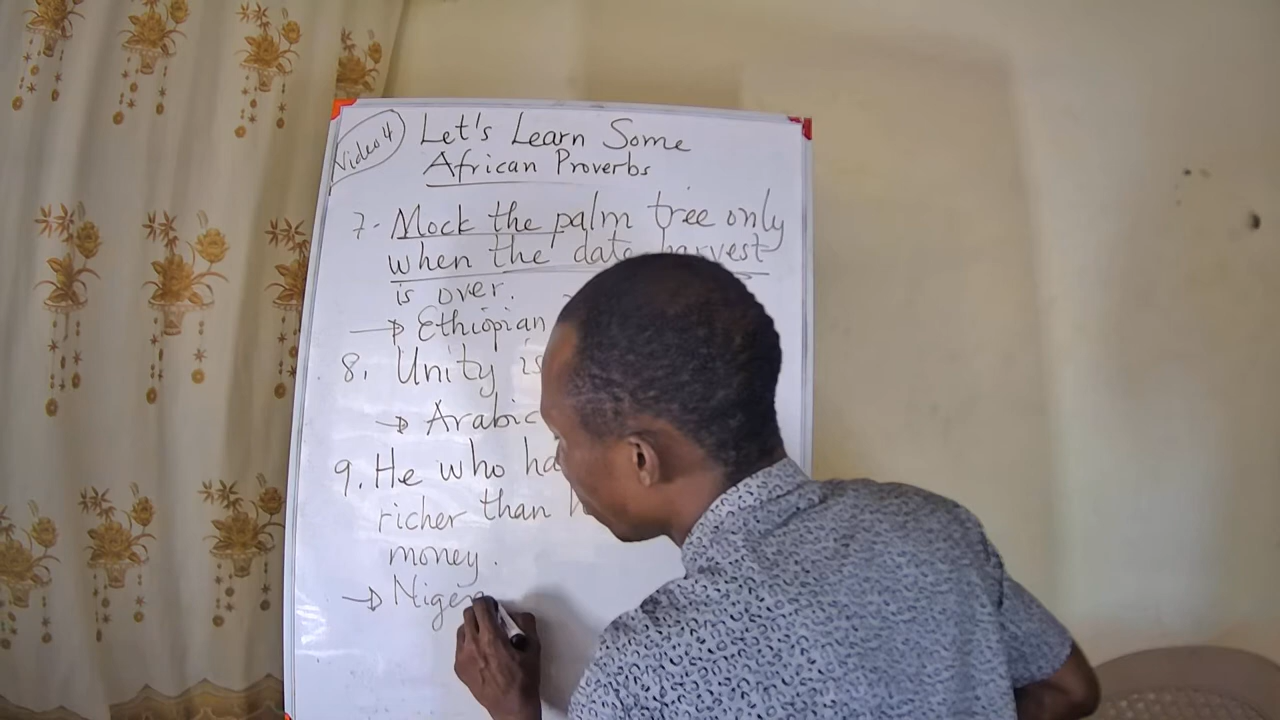 Video 4
Let's Learn Some
African Proverbs
7- Mock the palm tree only
when the date harvest
is over.
→ Ethiopian
8. Unity is
→ Arabic
9. He who ha
richer than h
money.
→ Niger